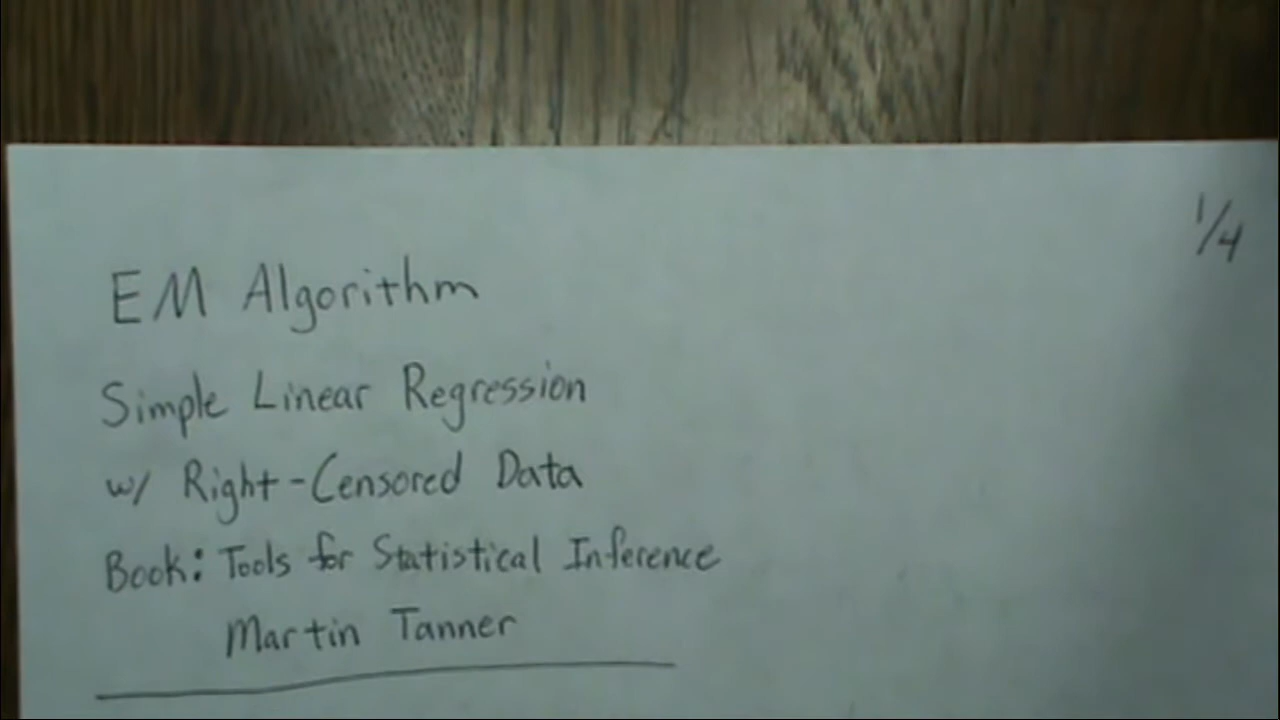 1/4
EM Algorithm
Simple Linear Regression
w/ Right-Censored Data
Book: Tools for Statistical Inference
Martin Tanner